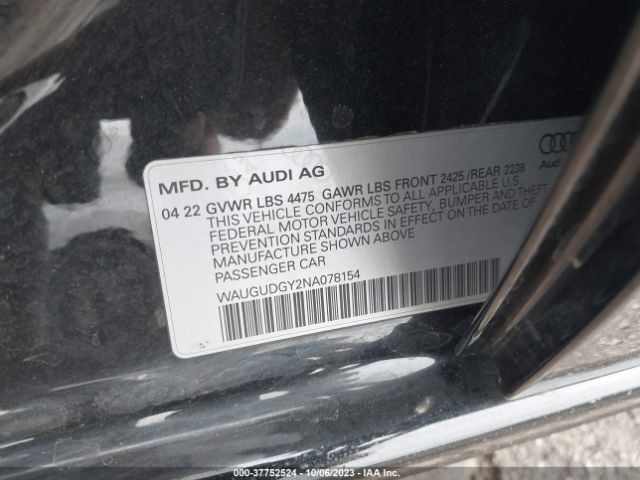 MFD. BY AUDI AG
Audi
04 22 GVWR LBS 4475 GAWR LBS FRONT 2425 / REAR 2238
THIS VEHICLE CONFORMS TO ALL APPLICABLE U.S.
FEDERAL MOTOR VEHICLE SAFETY, BUMPER AND THEFT
PREVENTION STANDARDS IN EFFECT ON THE DATE OF
MANUFACTURE SHOWN ABOVE
PASSENGER CAR
WAUGUDGY2NA078154
000-37752524 - 10/06/2023 - © IAA Inc.